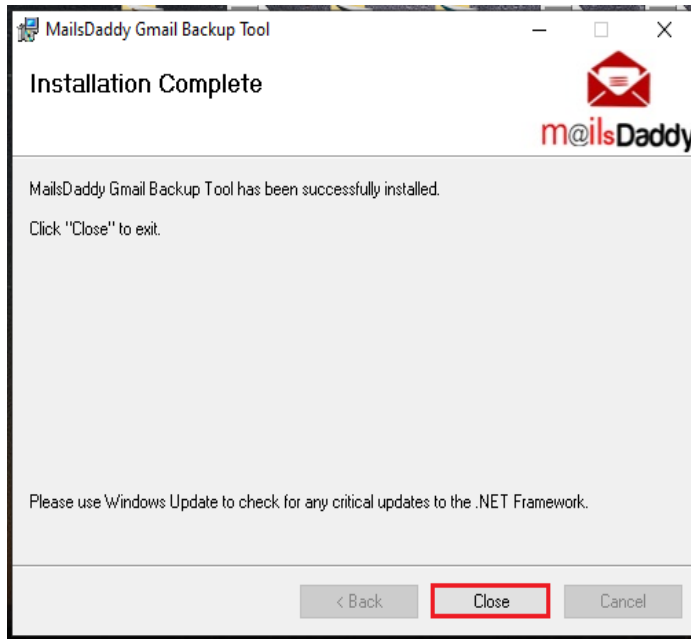 MailsDaddy Gmail Backup Tool
Installation Complete
m@ilsDaddy
MailsDaddy Gmail Backup Tool has been successfully installed.
Click "Close" to exit.
Please use Windows Update to check for any critical updates to the .NET Framework.
< Back Close Cancel